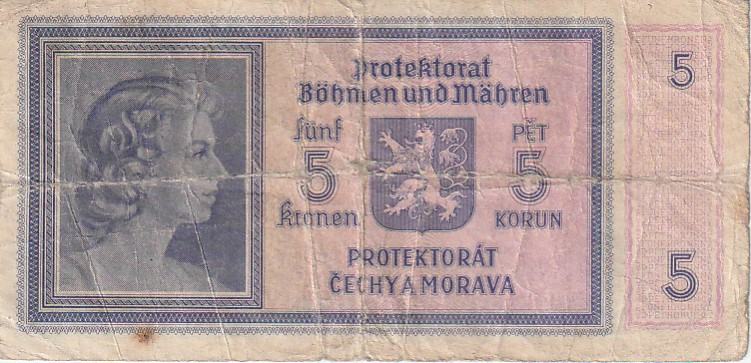 Protektorat
Böhmen und Mähren
fünf
5
Kronen
PĚT
5
KORUN
PROTEKTORÁT
ČECHY A MORAVA
5
5